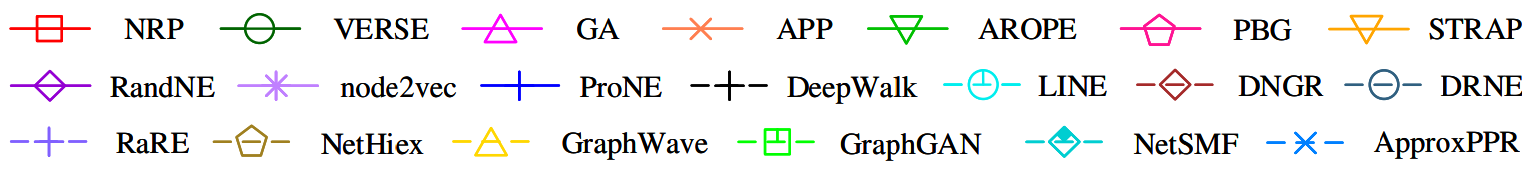 NRP VERSE GA APP AROPE PBG STRAP
RandNE node2vec ProNE DeepWalk LINE DNGR DRNE
RaRE NetHiex GraphWave GraphGAN NetSMF ApproxPPR